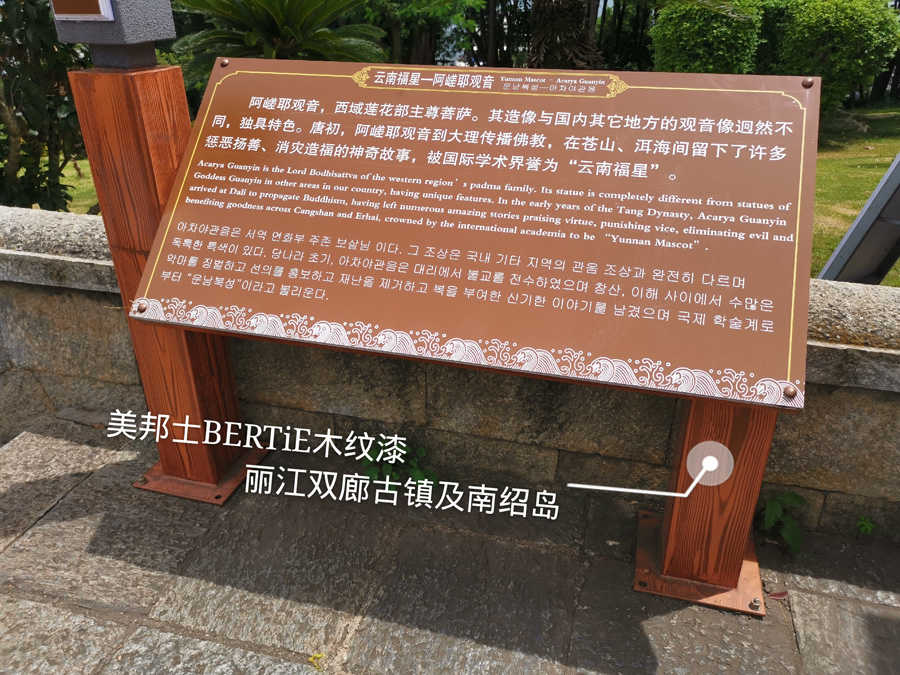 云南福星—阿嵯耶观音
Yunnan Mascot - Acarya Guanyin
운남복성—아차야관음
阿嵯耶观音，西域莲花部主尊菩萨。其造像与国内其它地方的观音像迥然不
同，独具特色。唐初，阿嵯耶观音到大理传播佛教，在苍山、洱海间留下了许多
惩恶扬善、消灾造福的神奇故事，被国际学术界誉为“云南福星”。
Acarya Guanyin is the Lord Bodhisattva of the western region's padma family. Its statue is completely different from statues of
Goddess Guanyin in other areas in our country, having unique features. In the early years of the Tang Dynasty, Acarya Guanyin
arrived at Dali to propagate Buddhism, having left numerous amazing stories praising virtue, punishing vice, eliminating evil and
benefiting goodness across Cangshan and Erhai, crowned by the international academia to be “Yunnan Mascot”.
아차야관음은 서역 연화부 주존 보살님 이다. 그 조상은 국내 기타 지역의 관음 조상과 완전히 다르며
독특한 특색이 있다. 당나라 초기, 아차야관음은 대리에서 불교를 전수하였으며 창산, 이해 사이에서 수많은
악마를 징벌하고 선의를 홍보하고 재난을 제거하고 복을 부여한 신기한 이야기를 남겼으며 국제 학술계로
부터 “운남복성”이라고 불리운다.
美邦士BERTiE木纹漆
丽江双廊古镇及南绍岛